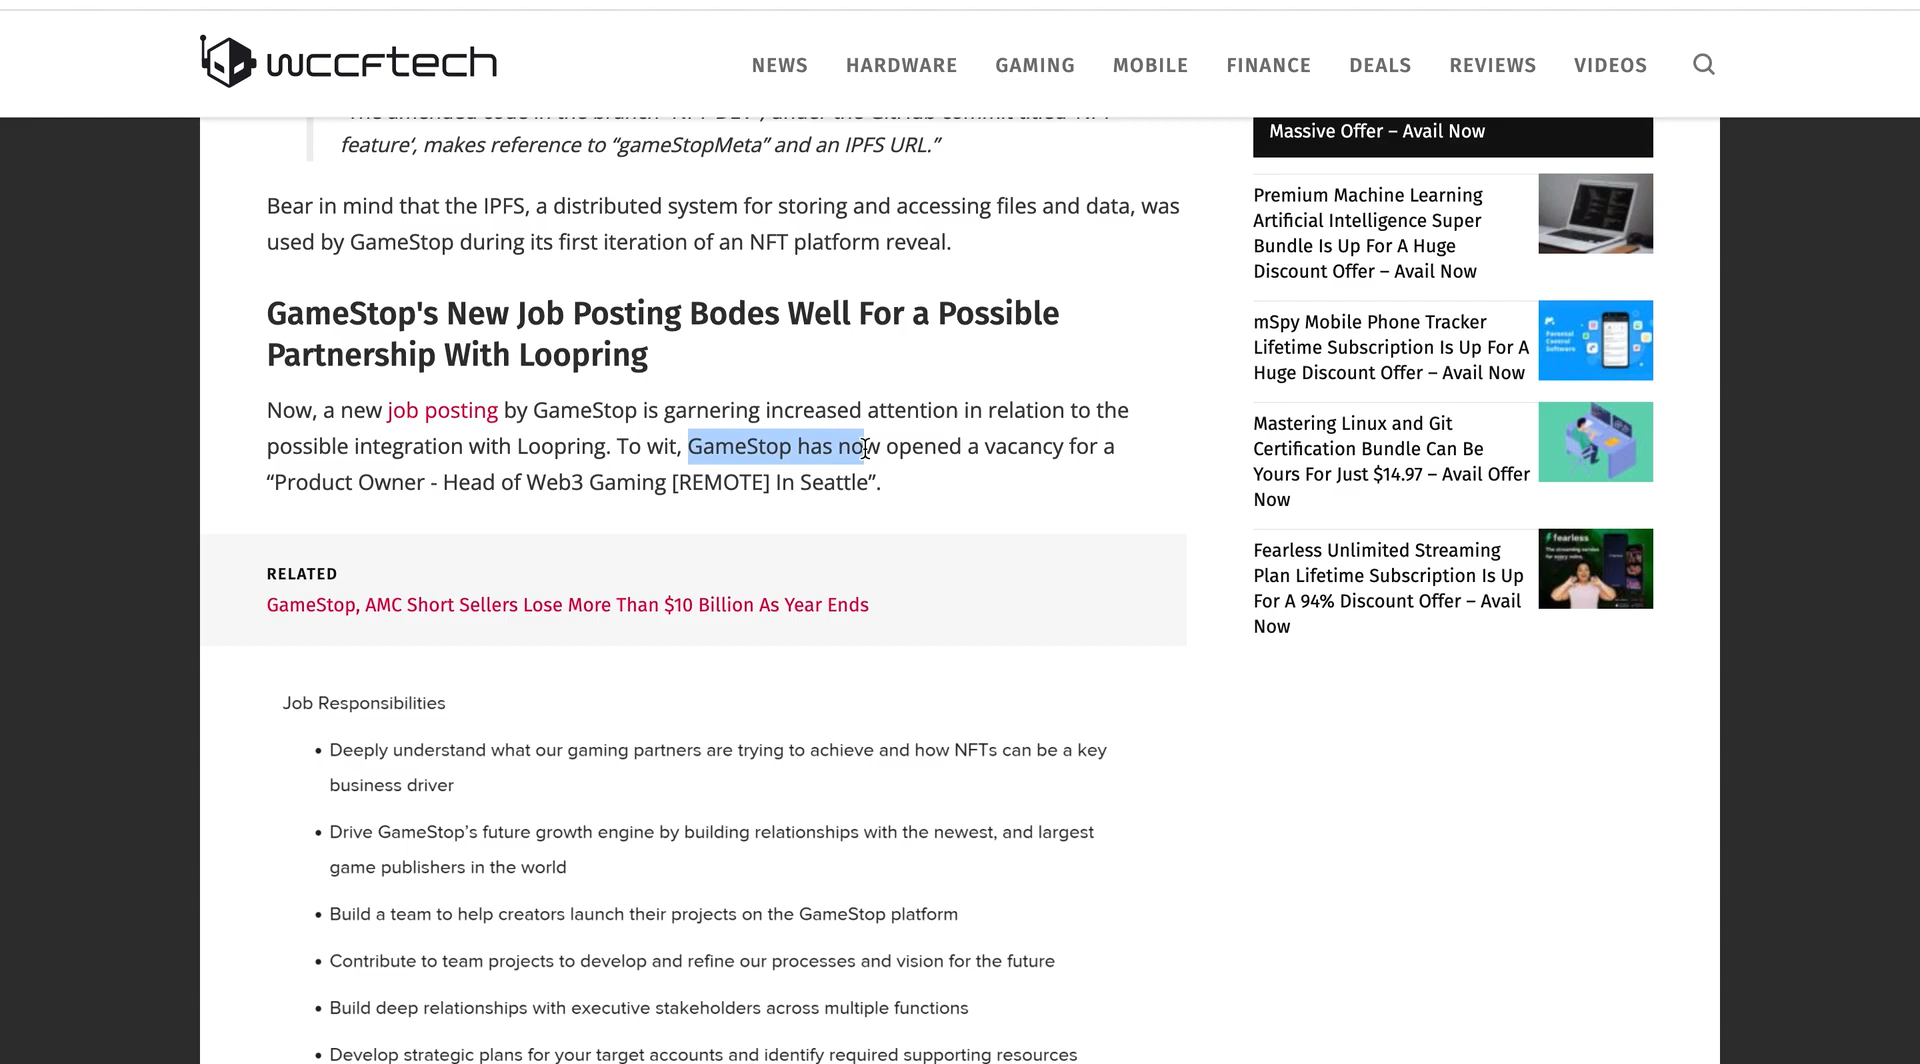 wccftech
NEWS HARDWARE GAMING MOBILE FINANCE DEALS REVIEWS VIDEOS
feature‘, makes reference to “gameStopMeta” and an IPFS URL.”
Bear in mind that the IPFS, a distributed system for storing and accessing files and data, was
used by GameStop during its first iteration of an NFT platform reveal.
GameStop's New Job Posting Bodes Well For a Possible
Partnership With Loopring
Now, a new job posting by GameStop is garnering increased attention in relation to the
possible integration with Loopring. To wit, GameStop has now opened a vacancy for a
“Product Owner - Head of Web3 Gaming [REMOTE] In Seattle”.
RELATED
GameStop, AMC Short Sellers Lose More Than $10 Billion As Year Ends
Job Responsibilities
• Deeply understand what our gaming partners are trying to achieve and how NFTs can be a key
business driver
• Drive GameStop’s future growth engine by building relationships with the newest, and largest
game publishers in the world
• Build a team to help creators launch their projects on the GameStop platform
• Contribute to team projects to develop and refine our processes and vision for the future
• Build deep relationships with executive stakeholders across multiple functions
• Develop strategic plans for your target accounts and identify required supporting resources
Massive Offer – Avail Now
Premium Machine Learning
Artificial Intelligence Super
Bundle Is Up For A Huge
Discount Offer – Avail Now
mSpy Mobile Phone Tracker
Lifetime Subscription Is Up For A
Huge Discount Offer – Avail Now
Parental
Control
Software
Mastering Linux and Git
Certification Bundle Can Be
Yours For Just $14.97 – Avail Offer
Now
Fearless Unlimited Streaming
Plan Lifetime Subscription Is Up
For A 94% Discount Offer – Avail
Now
fearless
The streaming service
for every voice.